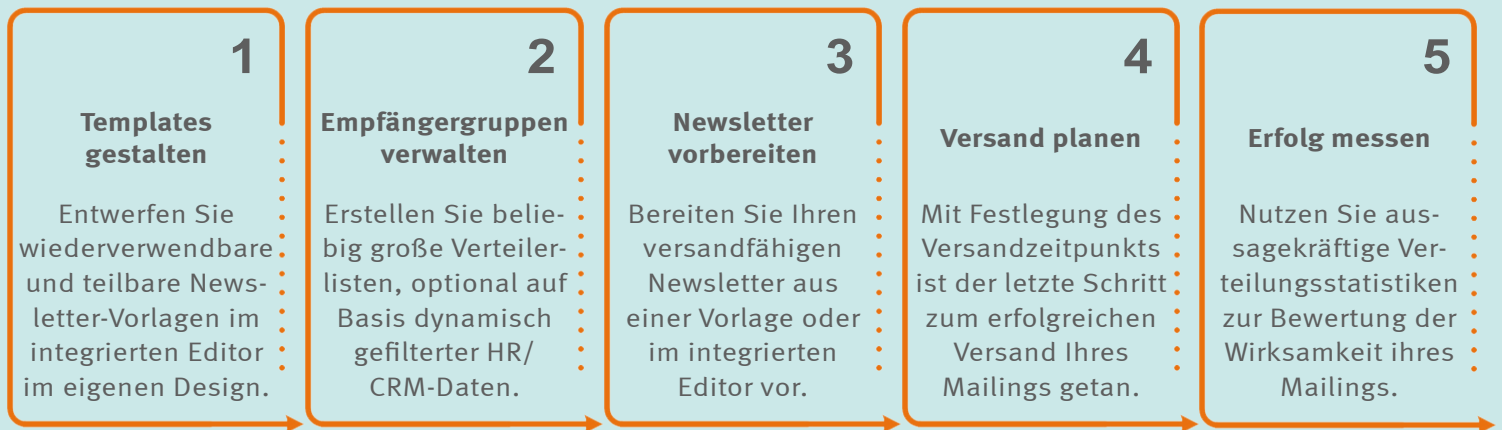 1
Templates
gestalten
Entwerfen Sie
wiederverwendbare
und teilbare News-
letter-Vorlagen im
integrierten Editor
im eigenen Design.
2
Empfängergruppen
verwalten
Erstellen Sie belie-
big große Verteiler-
listen, optional auf
Basis dynamisch
gefilterter HR/
CRM-Daten.
3
Newsletter
vorbereiten
Bereiten Sie Ihren
versandfähigen
Newsletter aus
einer Vorlage oder
im integrierten
Editor vor.
4
Versand planen
Mit Festlegung des
Versandzeitpunkts
ist der letzte Schritt
zum erfolgreichen
Versand Ihres
Mailings getan.
5
Erfolg messen
Nutzen Sie aus-
sagekräftige Ver-
teilungsstatistiken
zur Bewertung der
Wirksamkeit ihres
Mailings.